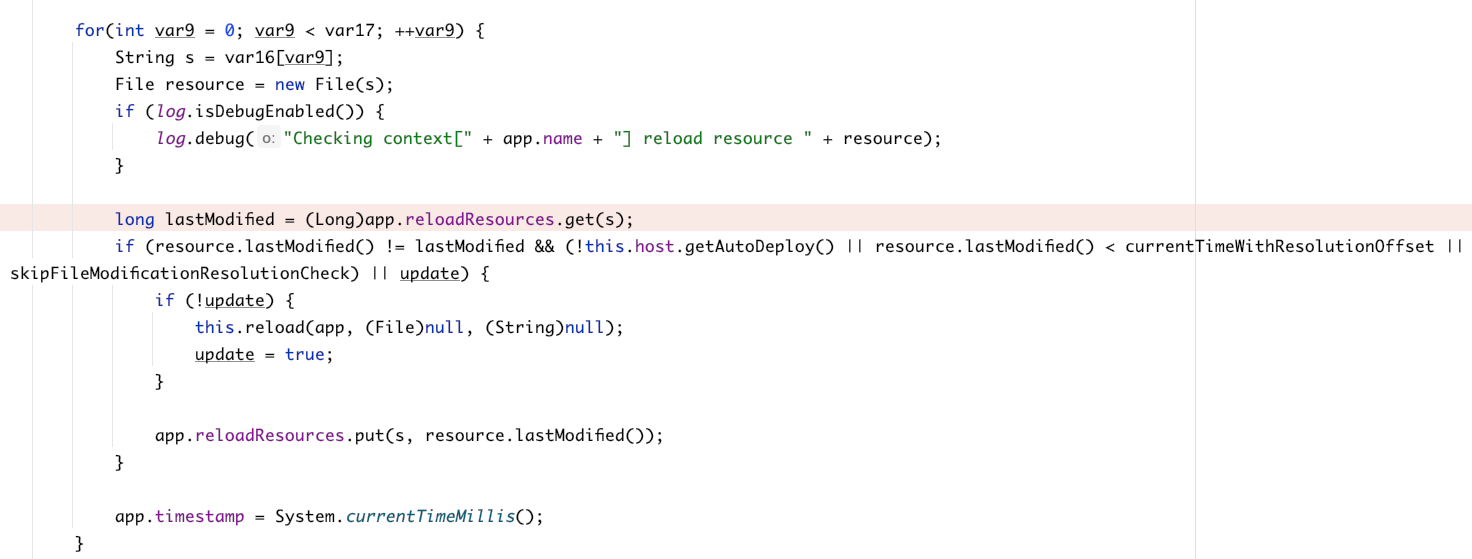 for(int var9 = 0; var9 < var17; ++var9) {
String s = var16[var9];
File resource = new File(s);
if (log.isDebugEnabled()) {
log.debug( o: "Checking context[" + app.name + "] reload resource " + resource);
}
long lastModified = (Long)app.reloadResources.get(s);
if (resource.lastModified() != lastModified && (!this.host.getAutoDeploy() || resource.lastModified() < currentTimeWithResolutionOffset ||
skipFileModificationResolutionCheck) || update) {
if (!update) {
this.reload(app, (File)null, (String)null);
update = true;
}
app.reloadResources.put(s, resource.lastModified());
}
app.timestamp = System.currentTimeMillis();
}